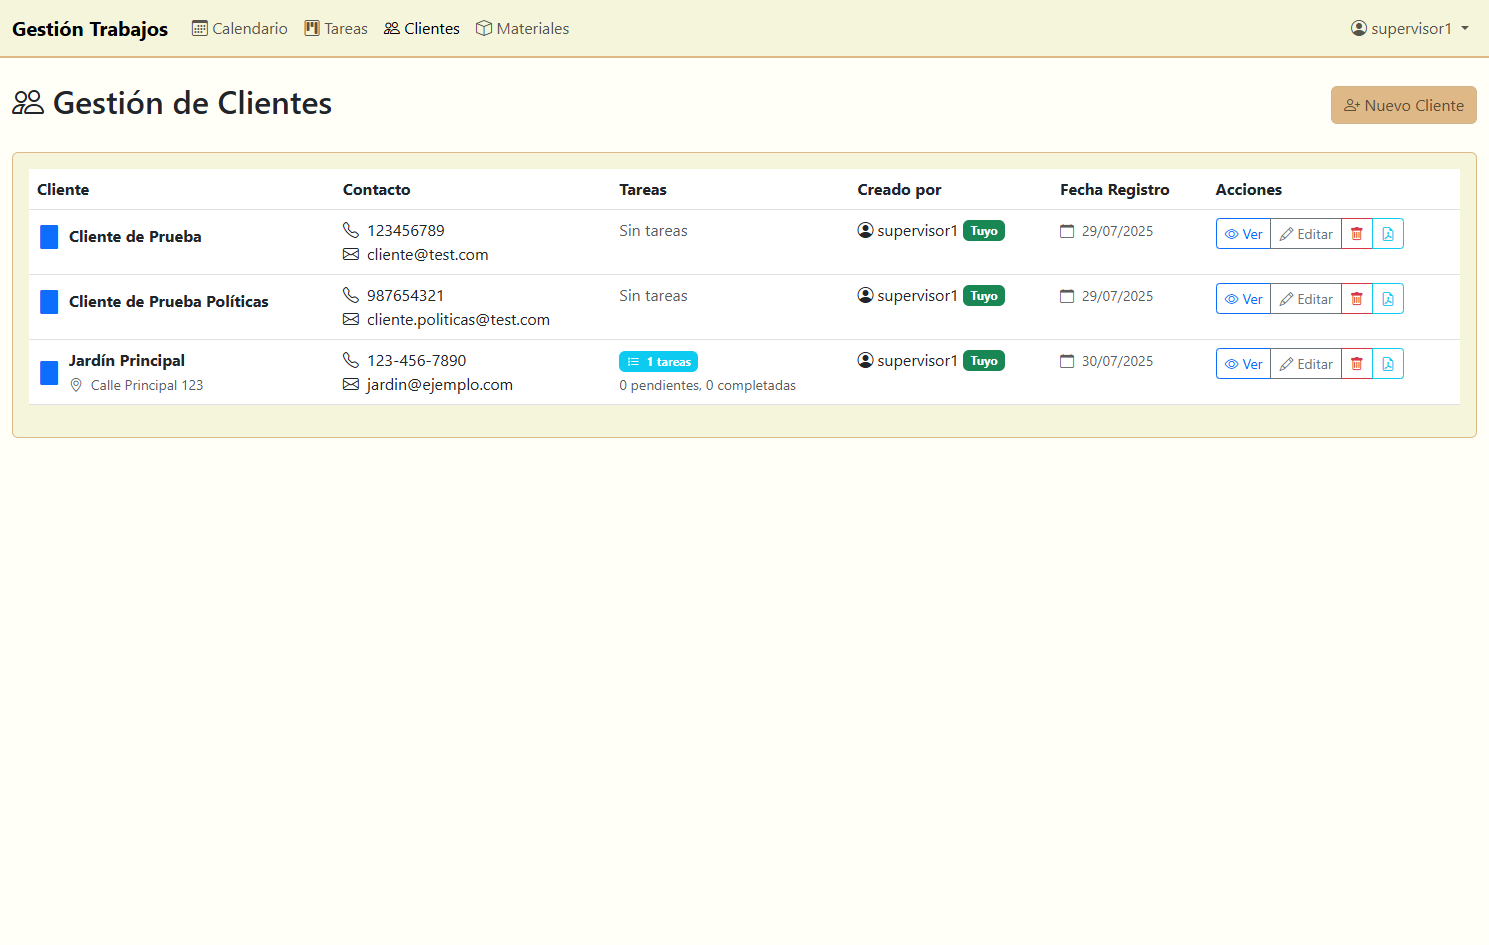 Gestión Trabajos Calendario Tareas Clientes Materiales supervisor1
Gestión de Clientes Nuevo Cliente
Cliente Contacto Tareas Creado por Fecha Registro Acciones
Cliente de Prueba 123456789 Sin tareas supervisor1 Tuyo 29/07/2025 Ver Editar
cliente@test.com
Cliente de Prueba Políticas 987654321 Sin tareas supervisor1 Tuyo 29/07/2025 Ver Editar
cliente.politicas@test.com
Jardín Principal 123-456-7890 1 tareas supervisor1 Tuyo 30/07/2025 Ver Editar
Calle Principal 123 jardin@ejemplo.com 0 pendientes, 0 completadas